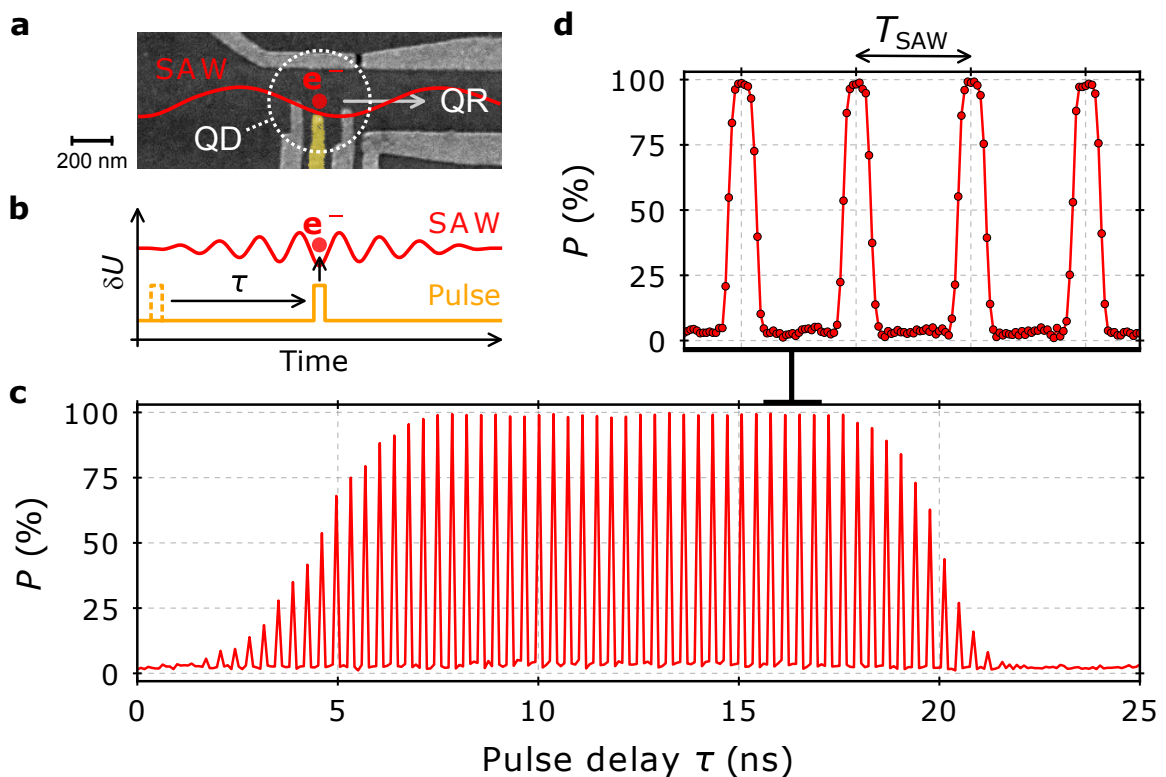 a
SAW
e⁻
QR
QD
200 nm
b
e⁻
SAW
δU
τ
Pulse
Time
d
T_SAW
100
75
50
25
0
P (%)
c
100
75
50
25
0
P (%)
0 5 10 15 20 25
Pulse delay τ (ns)